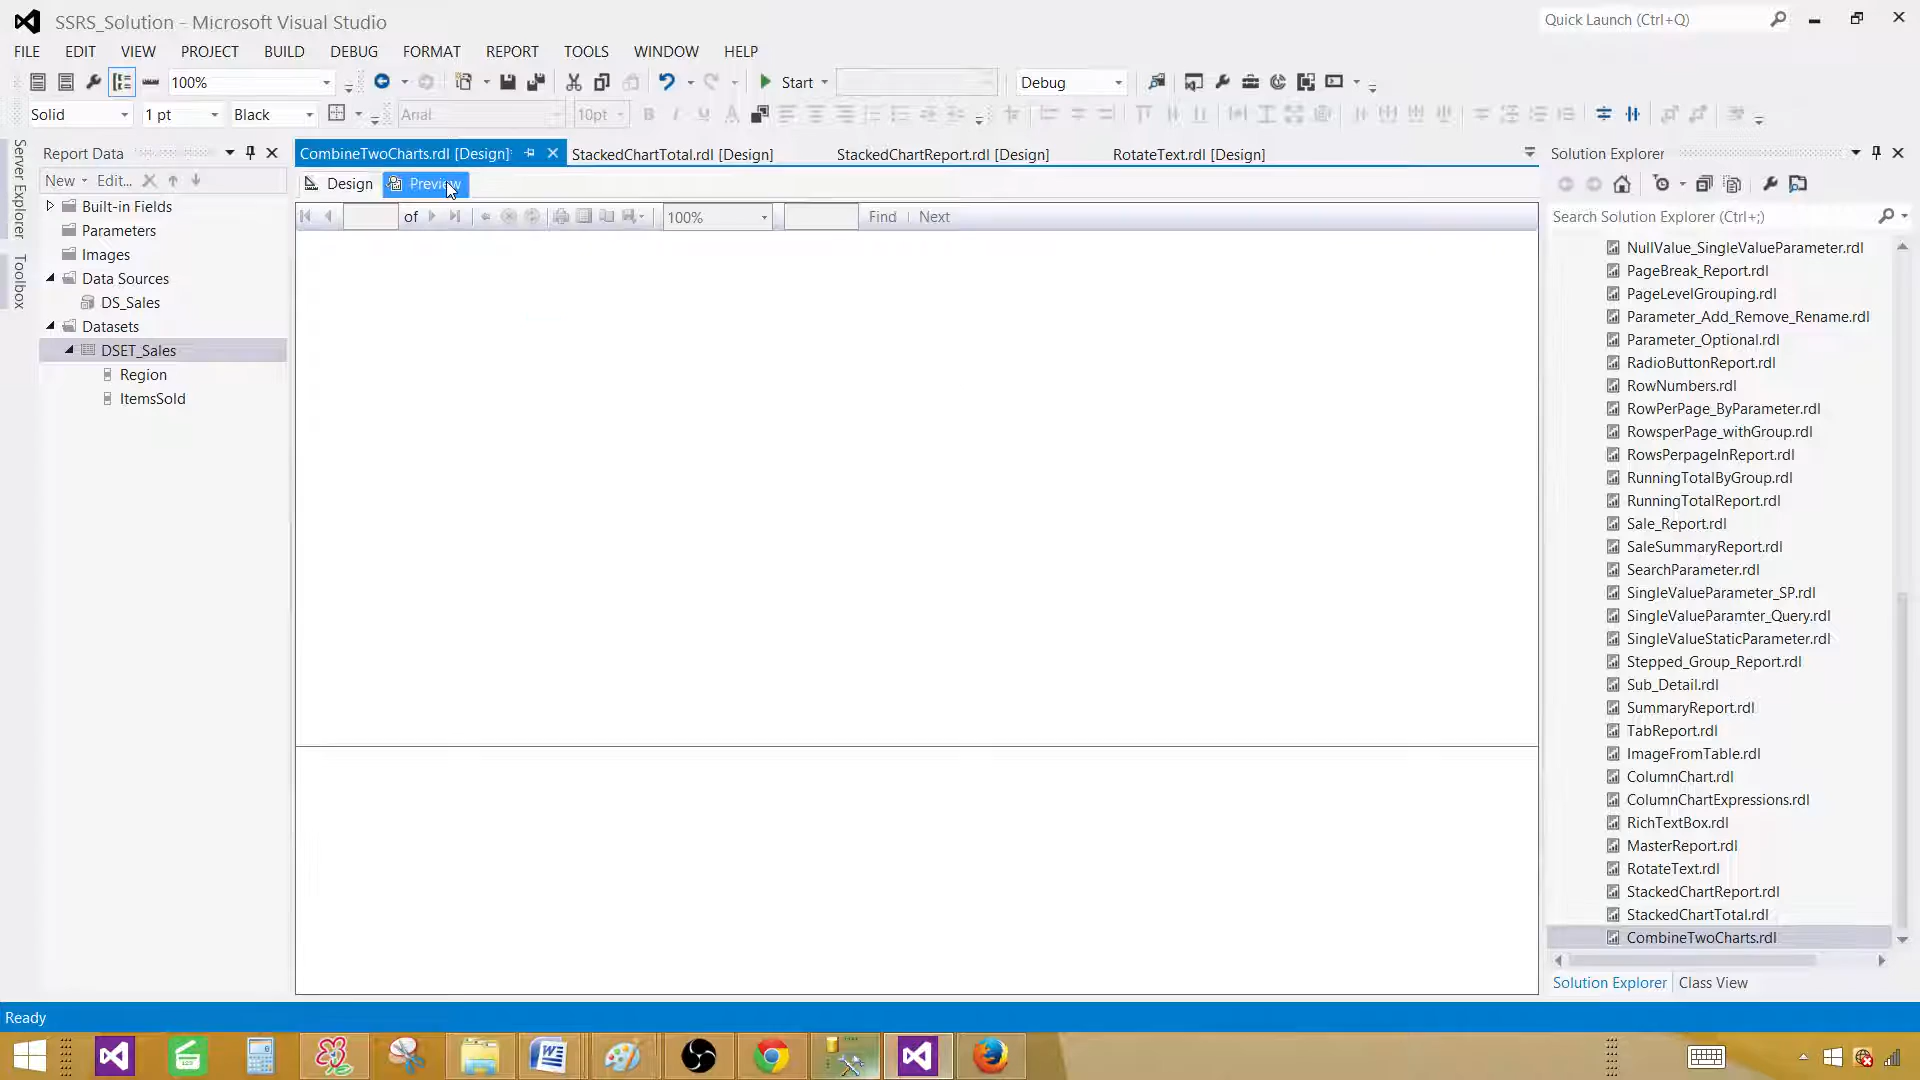 SSRS_Solution - Microsoft Visual Studio
Quick Launch (Ctrl+Q)
FILE EDIT VIEW PROJECT BUILD DEBUG FORMAT REPORT TOOLS WINDOW HELP
100% Start Debug
Solid 1 pt Black Arial 10pt B I U A
Server Explorer
Toolbox
Report Data
New Edit...
Built-in Fields
Parameters
Images
Data Sources
DS_Sales
Datasets
DSET_Sales
Region
ItemsSold
CombineTwoCharts.rdl [Design] StackedChartTotal.rdl [Design] StackedChartReport.rdl [Design] RotateText.rdl [Design]
Design Preview
of 100% Find | Next
Solution Explorer
Search Solution Explorer (Ctrl+;)
NullValue_SingleValueParameter.rdl
PageBreak_Report.rdl
PageLevelGrouping.rdl
Parameter_Add_Remove_Rename.rdl
Parameter_Optional.rdl
RadioButtonReport.rdl
RowNumbers.rdl
RowPerPage_ByParameter.rdl
RowsperPage_withGroup.rdl
RowsPerpageInReport.rdl
RunningTotalByGroup.rdl
RunningTotalReport.rdl
Sale_Report.rdl
SaleSummaryReport.rdl
SearchParameter.rdl
SingleValueParameter_SP.rdl
SingleValueParamter_Query.rdl
SingleValueStaticParameter.rdl
Stepped_Group_Report.rdl
Sub_Detail.rdl
SummaryReport.rdl
TabReport.rdl
ImageFromTable.rdl
ColumnChart.rdl
ColumnChartExpressions.rdl
RichTextBox.rdl
MasterReport.rdl
RotateText.rdl
StackedChartReport.rdl
StackedChartTotal.rdl
CombineTwoCharts.rdl
Solution Explorer Class View
Ready